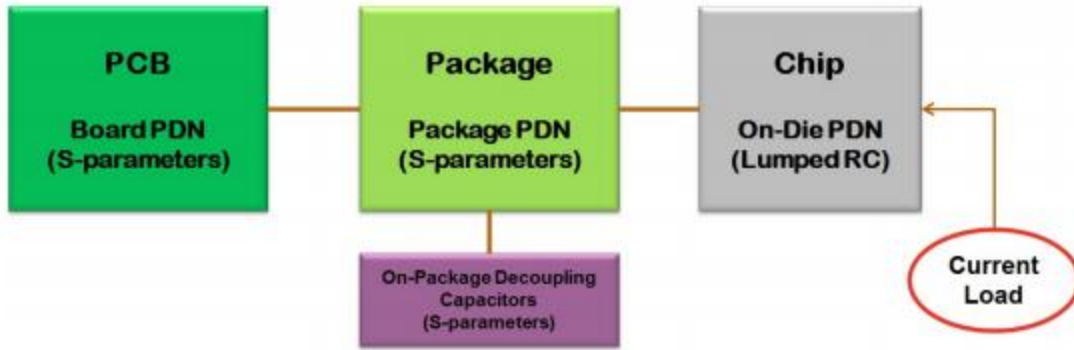 PCB
Board PDN
(S-parameters)
Package
Package PDN
(S-parameters)
Chip
On-Die PDN
(Lumped RC)
On-Package Decoupling
Capacitors
(S-parameters)
Current
Load